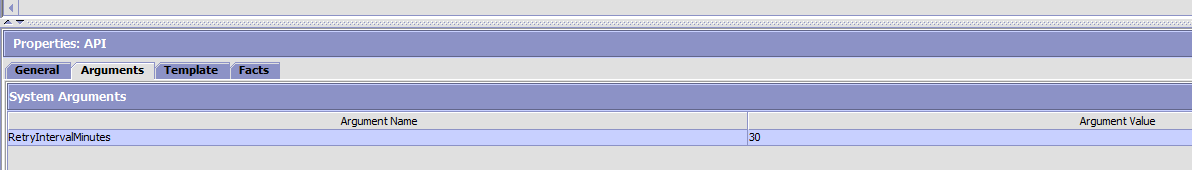 Properties: API
General Arguments Template Facts
System Arguments
Argument Name Argument Value
RetryIntervalMinutes 30